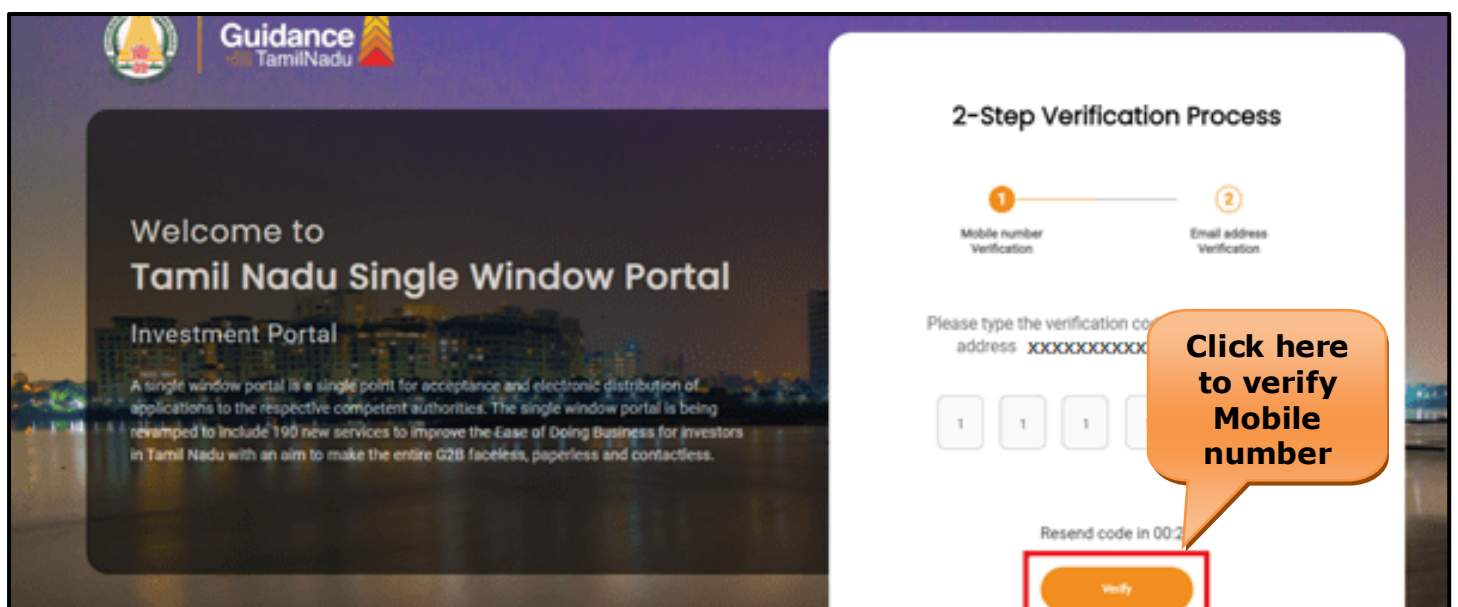 Guidance
TamilNadu
Welcome to
Tamil Nadu Single Window Portal
Investment Portal
A single window portal is a single point for acceptance and electronic distribution of
applications to the respective competent authorities. The single window portal is being
revamped to include 190 new services to improve the Ease of Doing Business for investors
in Tamil Nadu with an aim to make the entire G2B faceless, paperless and contactless.
2-Step Verification Process
1
2
Mobile number
Verification
Email address
Verification
Please type the verification
address xxxxxxxxxx
1 1 1
Click here
to verify
Mobile
number
Resend code in 00:2
Verify